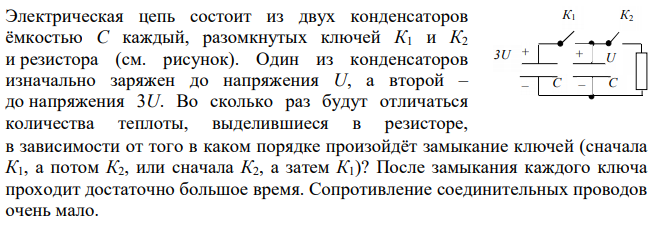 Электрическая цепь состоит из двух конденсаторов
ёмкостью C каждый, разомкнутых ключей K1 и K2
и резистора (см. рисунок). Один из конденсаторов
изначально заряжен до напряжения U, а второй –
до напряжения 3U. Во сколько раз будут отличаться
количества теплоты, выделившиеся в резисторе,
в зависимости от того в каком порядке произойдёт замыкание ключей (сначала
K1, а потом K2, или сначала K2, а затем K1)? После замыкания каждого ключа
проходит достаточно большое время. Сопротивление соединительных проводов
очень мало.
K1 K2
3U + + U
– C – C